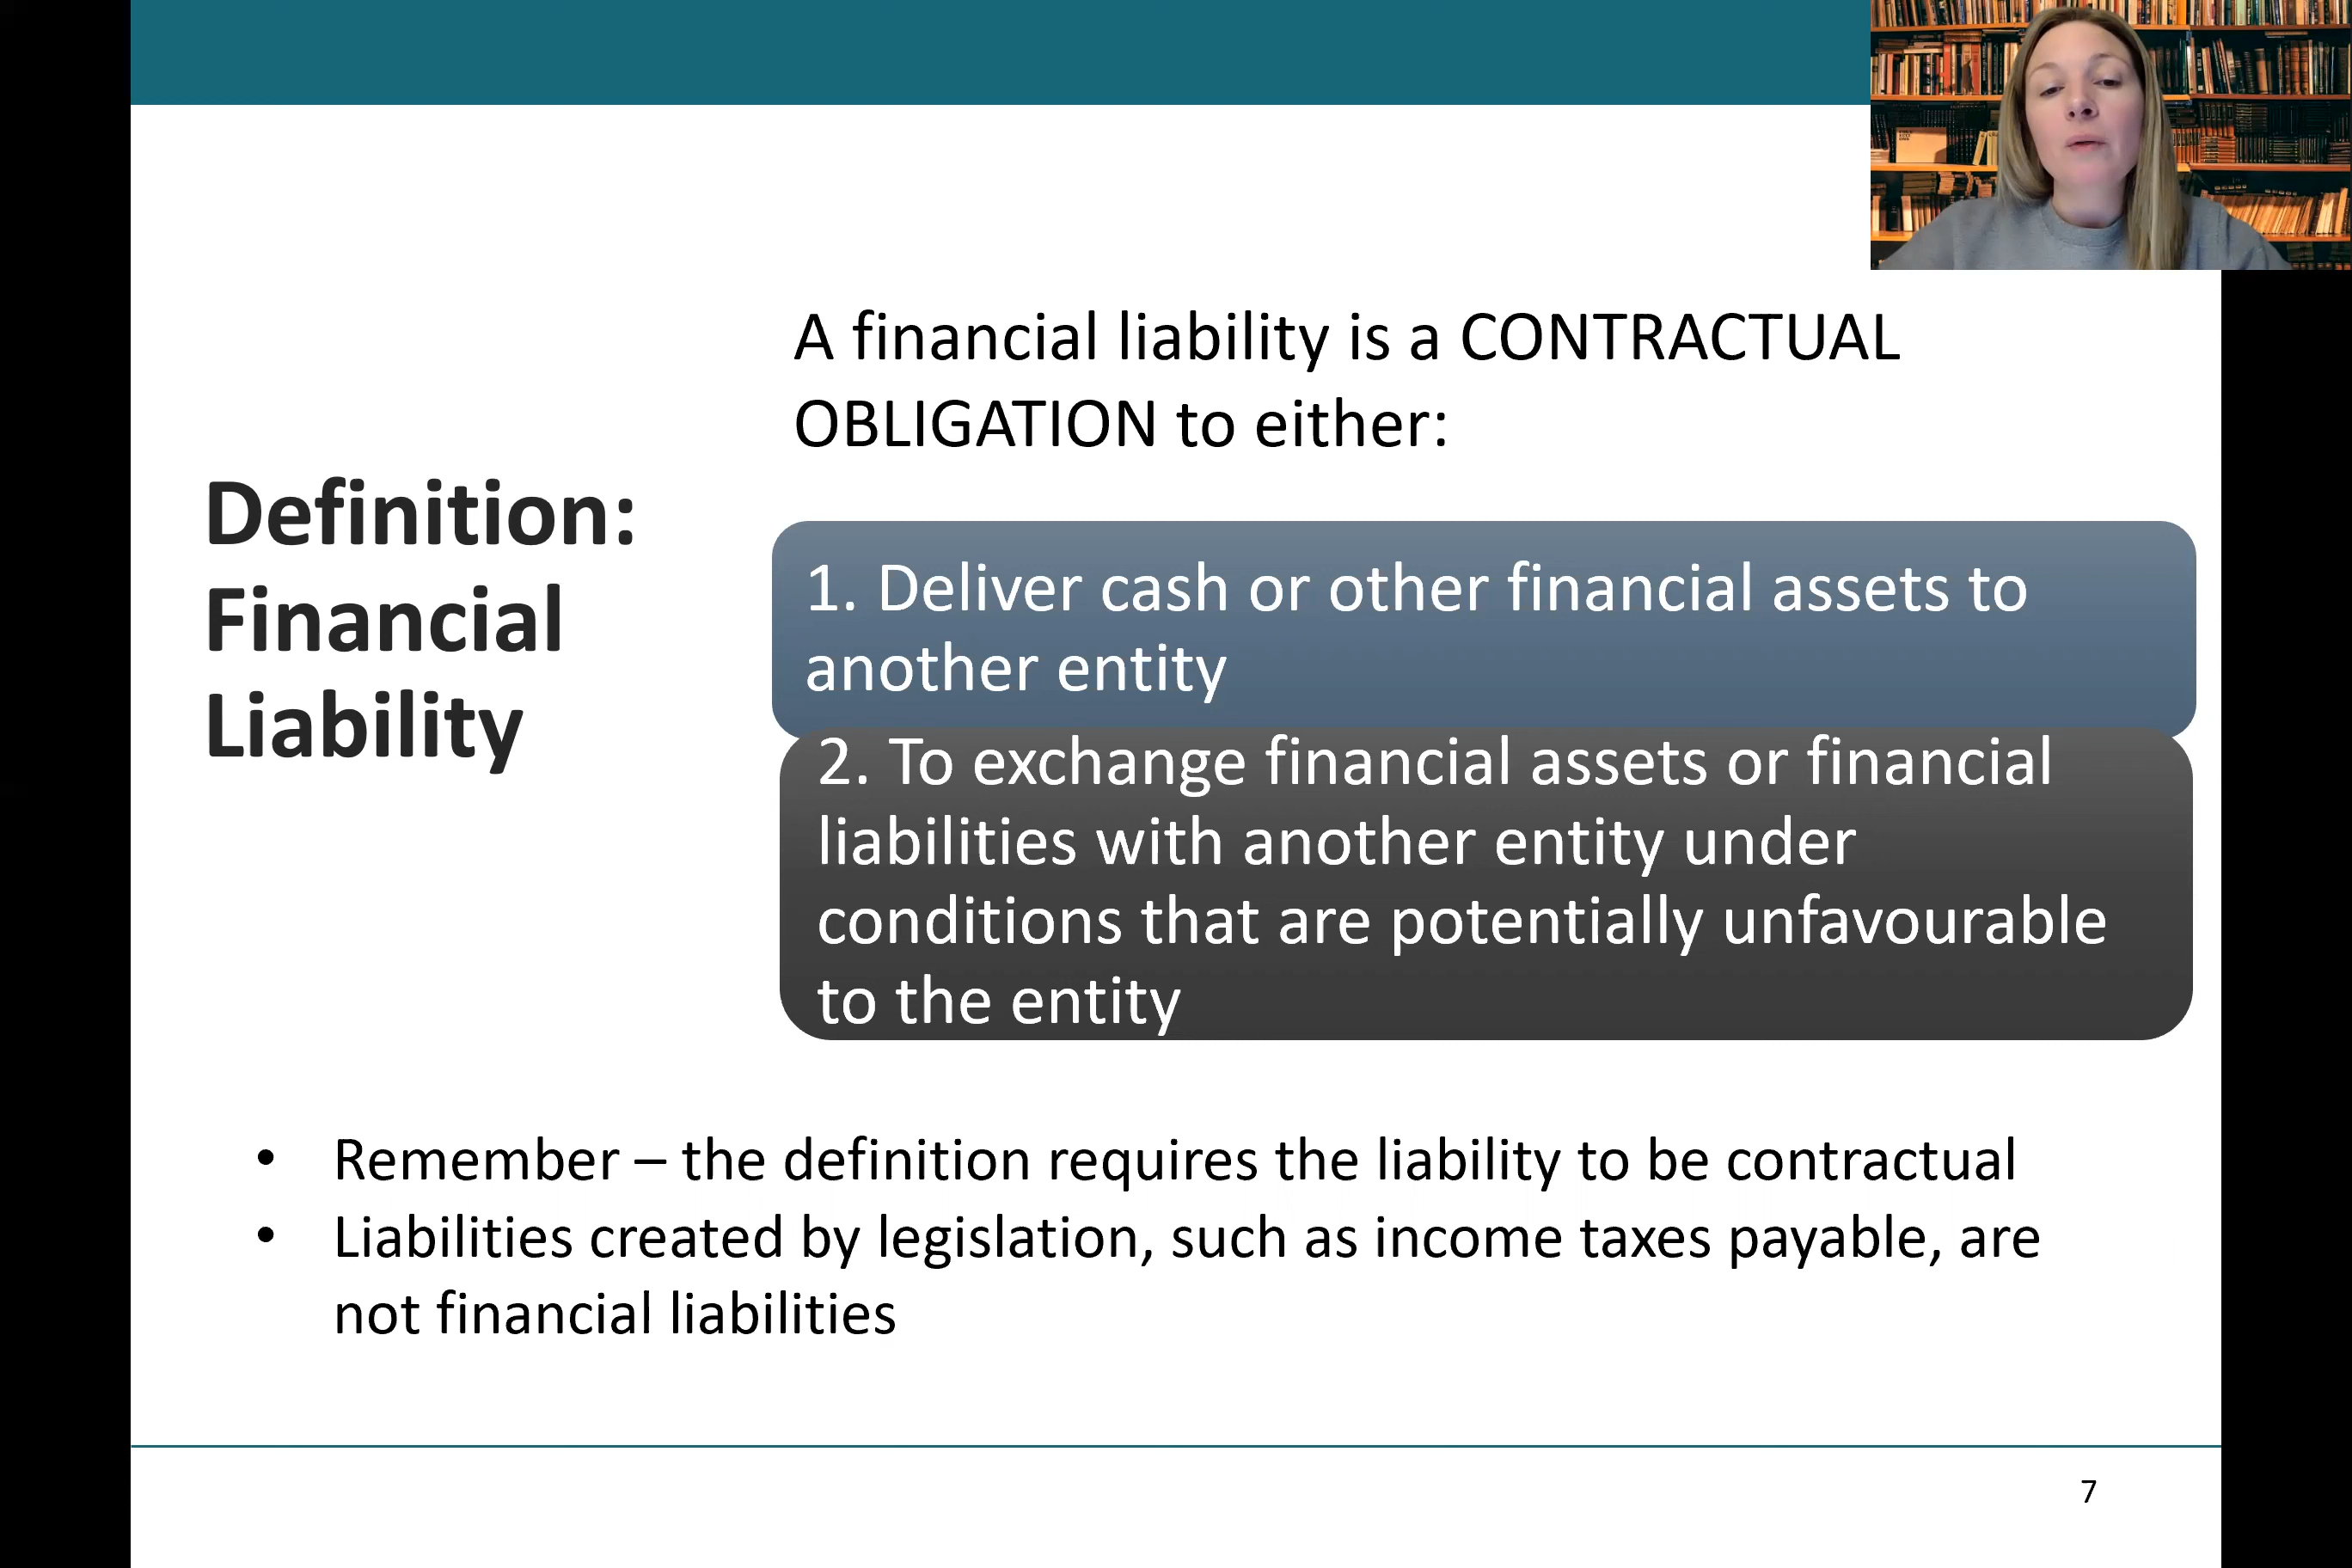 Definition:
Financial
Liability
A financial liability is a CONTRACTUAL
OBLIGATION to either:
1. Deliver cash or other financial assets to
another entity
2. To exchange financial assets or financial
liabilities with another entity under
conditions that are potentially unfavourable
to the entity
• Remember – the definition requires the liability to be contractual
• Liabilities created by legislation, such as income taxes payable, are
not financial liabilities
7